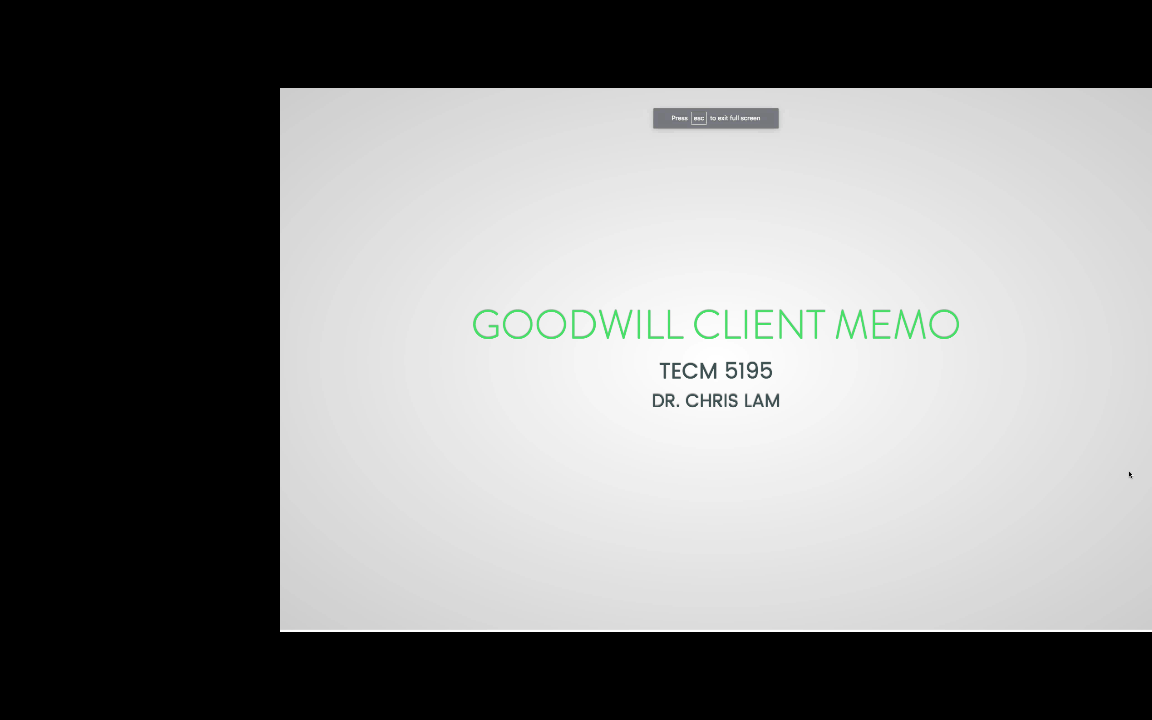 Press esc to exit full screen
GOODWILL CLIENT MEMO
TECM 5195
DR. CHRIS LAM